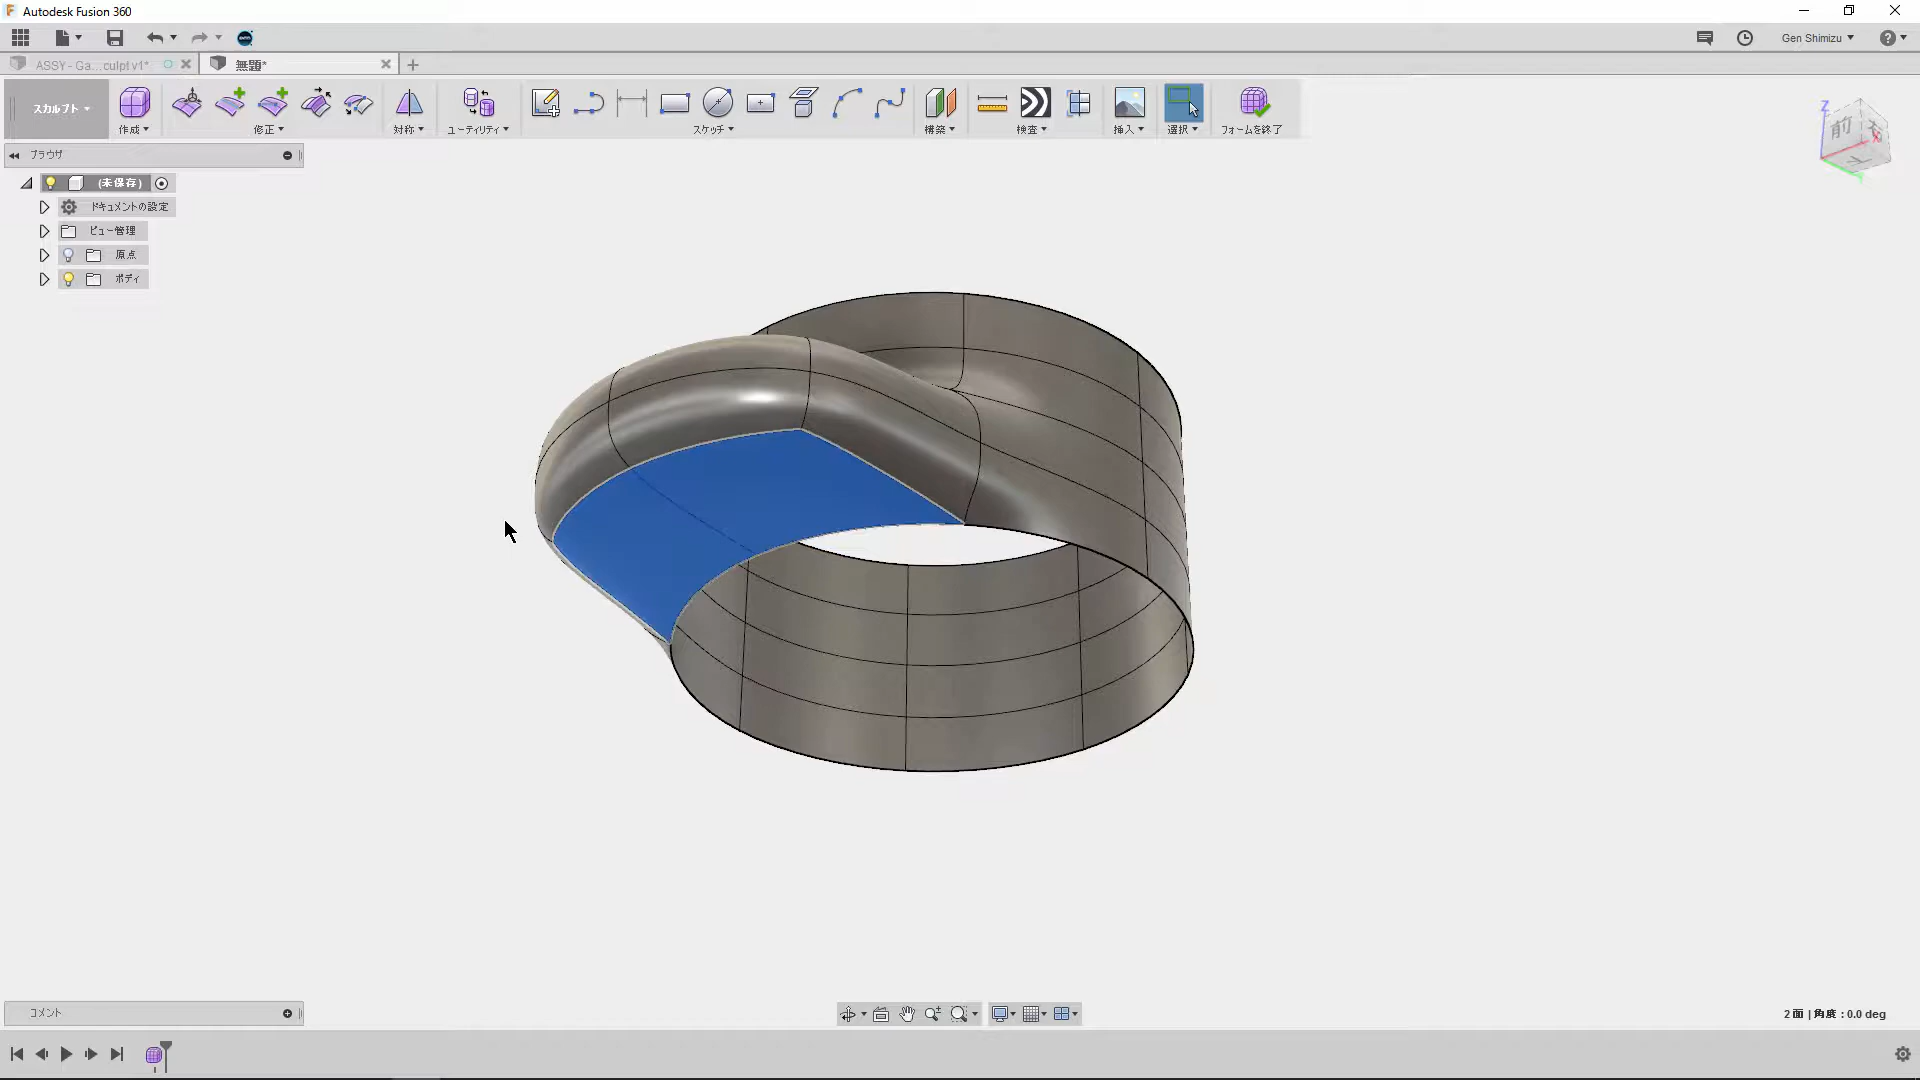 Autodesk Fusion 360
Gen Shimizu
ASSY - Ga...culpt v1*
無題*
スカルプト
作成
修正
対称
ユーティリティ
スケッチ
構築
検査
挿入
選択
フォームを終了
ブラウザ
(未保存)
ドキュメントの設定
ビュー管理
原点
ボディ
Z
前
コメント
2 面 | 角度 : 0.0 deg